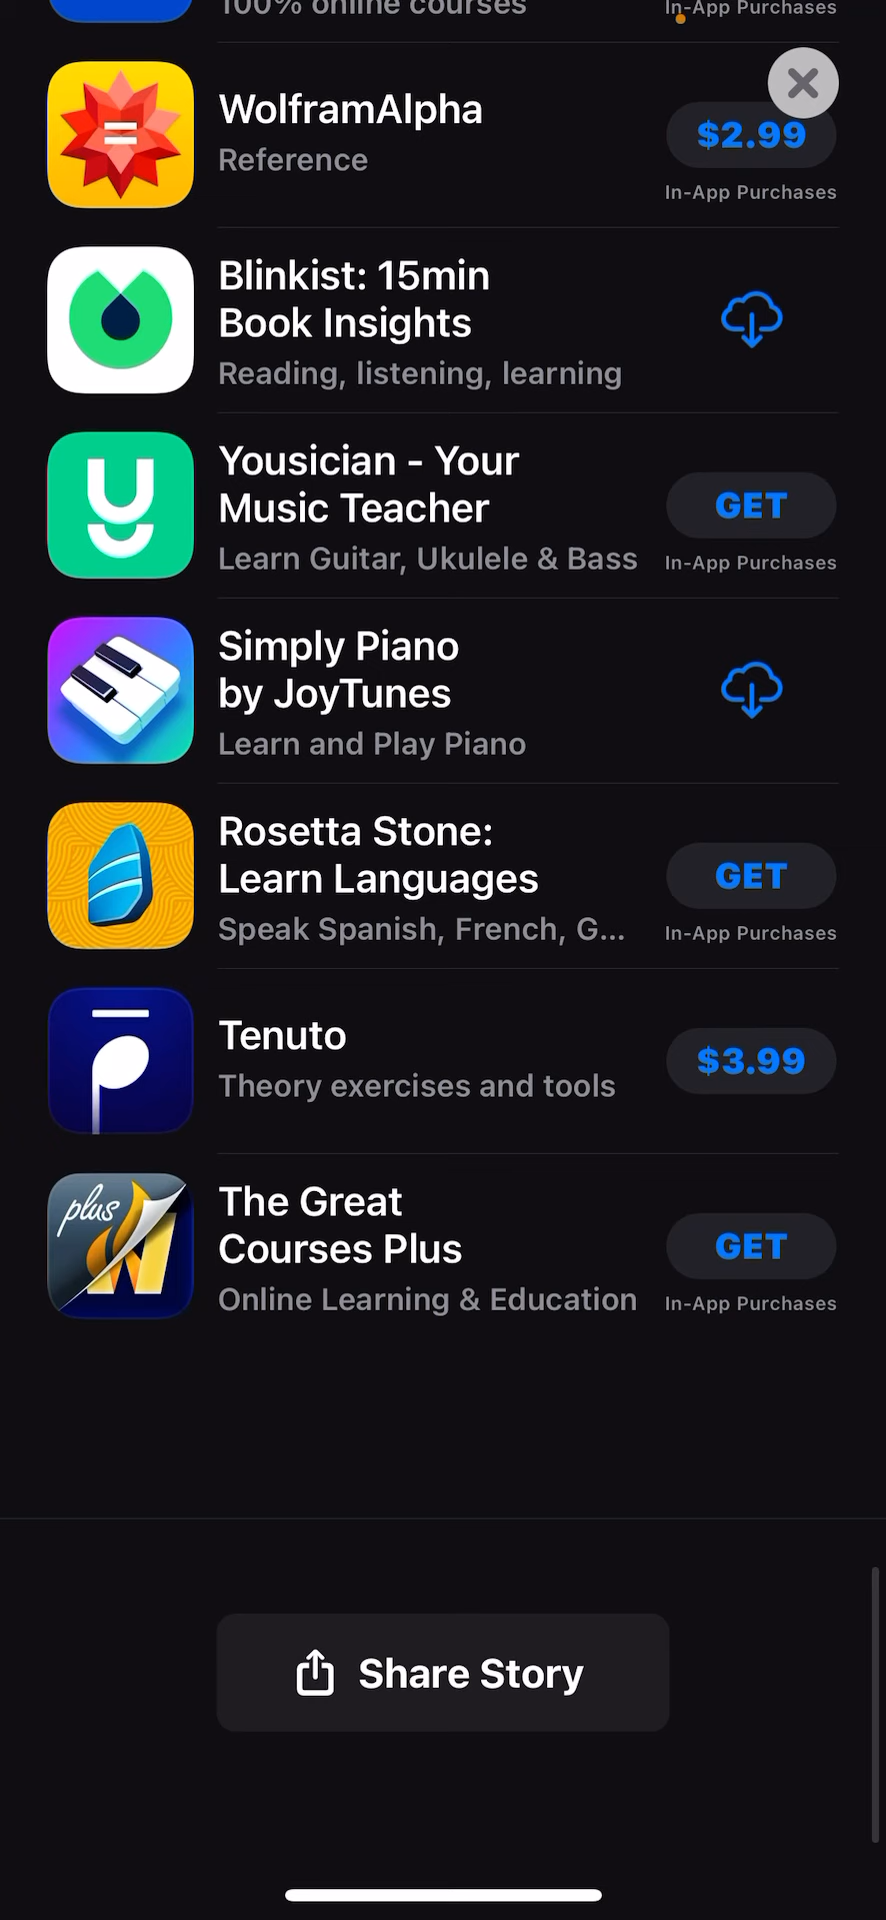 100% online courses
In-App Purchases
WolframAlpha
Reference
$2.99
In-App Purchases
Blinkist: 15min
Book Insights
Reading, listening, learning
Yousician - Your
Music Teacher
Learn Guitar, Ukulele & Bass
GET
In-App Purchases
Simply Piano
by JoyTunes
Learn and Play Piano
Rosetta Stone:
Learn Languages
Speak Spanish, French, G...
GET
In-App Purchases
Tenuto
Theory exercises and tools
$3.99
plus
The Great
Courses Plus
Online Learning & Education
GET
In-App Purchases
Share Story